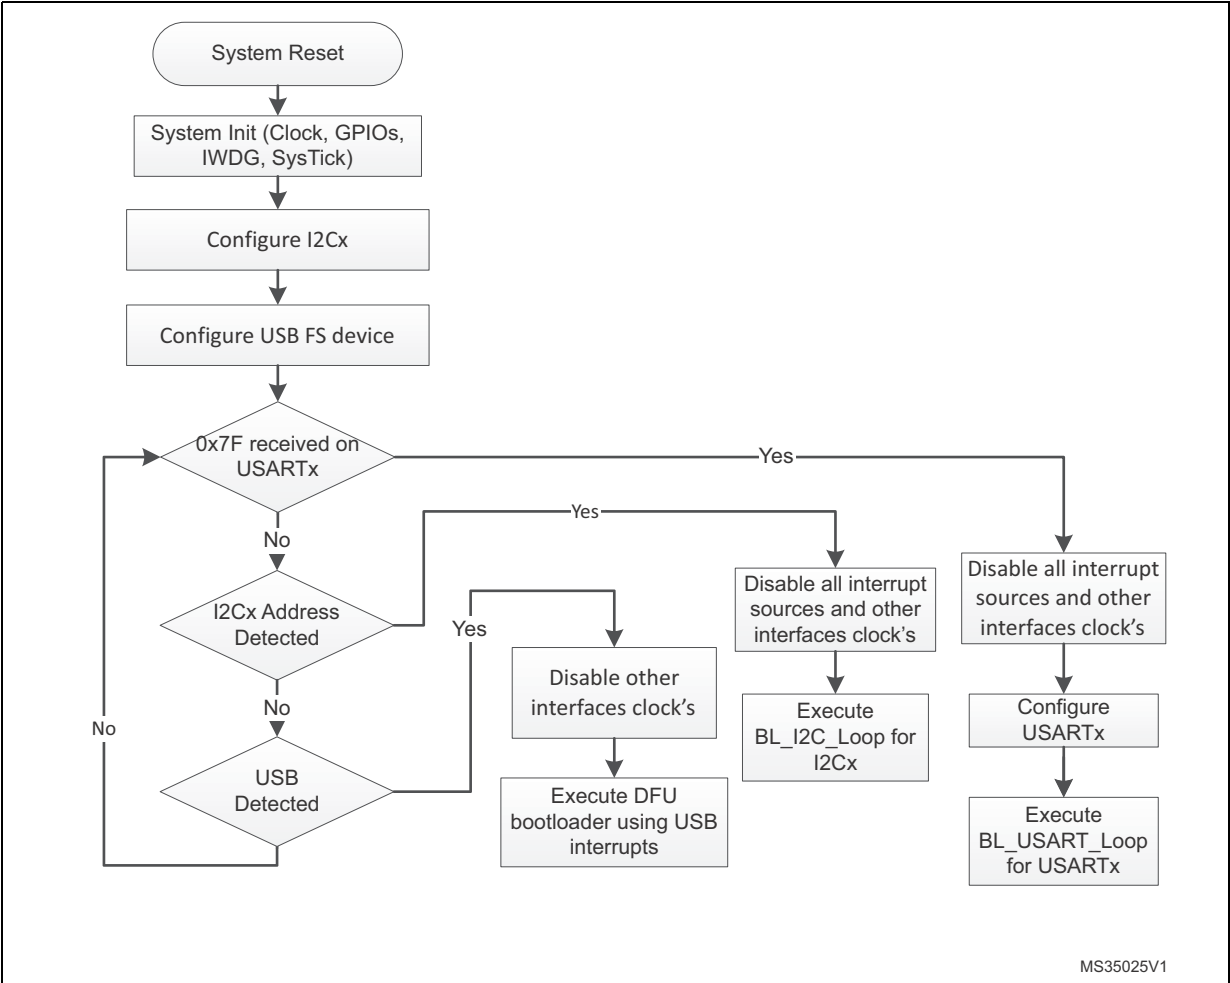 System Reset
System Init (Clock, GPIOs,
IWDG, SysTick)
Configure I2Cx
Configure USB FS device
0x7F received on
USARTx
Yes
No
Yes
I2Cx Address
Detected
Yes
Disable all interrupt
sources and other
interfaces clock's
Disable all interrupt
sources and other
interfaces clock's
Disable other
interfaces clock's
No
No
Execute
BL_I2C_Loop for
I2Cx
Configure
USARTx
USB
Detected
Execute DFU
bootloader using USB
interrupts
Execute
BL_USART_Loop
for USARTx
MS35025V1